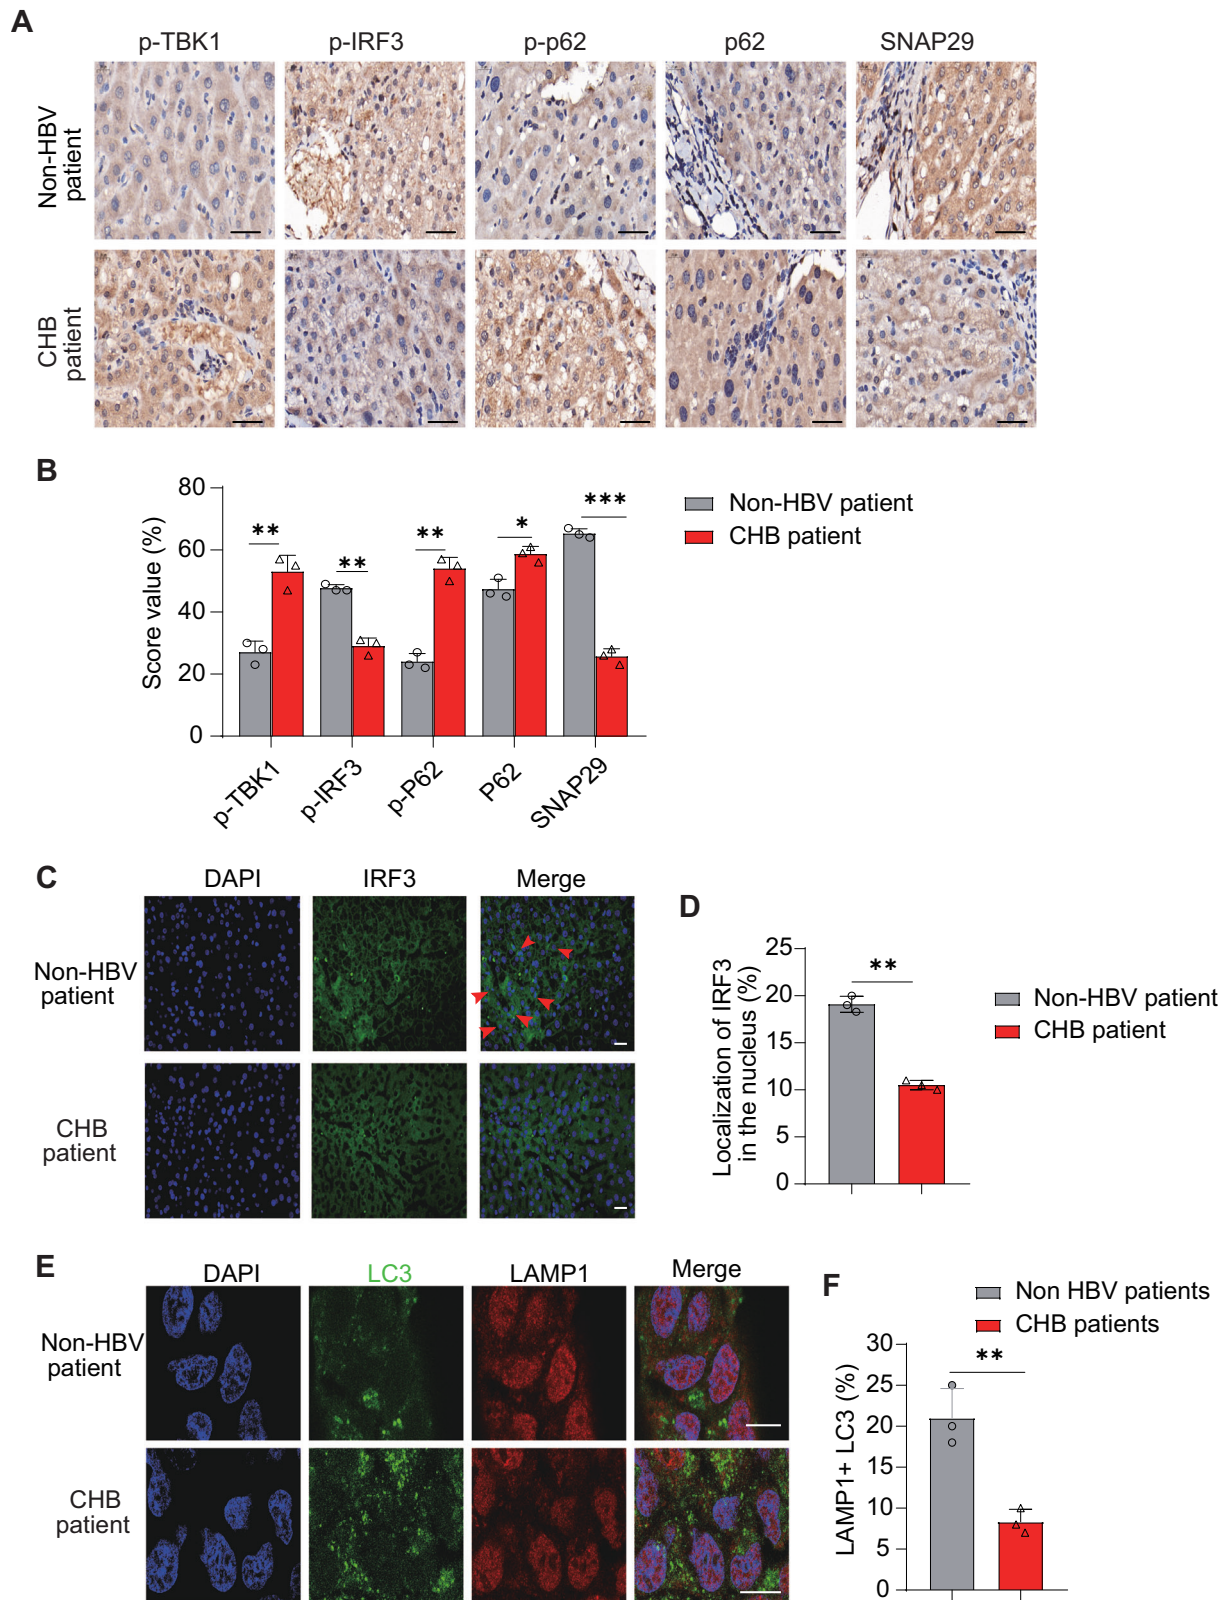 A
p-TBK1 p-IRF3 p-p62 p62 SNAP29
Non-HBV
patient
CHB
patient
B
Score value (%)
80
60
40
20
0
** ** ** * ***
p-TBK1 p-IRF3 p-P62 P62 SNAP29
Non-HBV patient
CHB patient
C
DAPI IRF3 Merge
Non-HBV
patient
CHB
patient
D
Localization of IRF3
in the nucleus (%)
25
20
15
10
5
0
**
Non-HBV patient
CHB patient
E
DAPI LC3 LAMP1 Merge
Non-HBV
patient
CHB
patient
F
Non HBV patients
CHB patients
LAMP1+ LC3 (%)
30
25
20
15
10
5
0
**